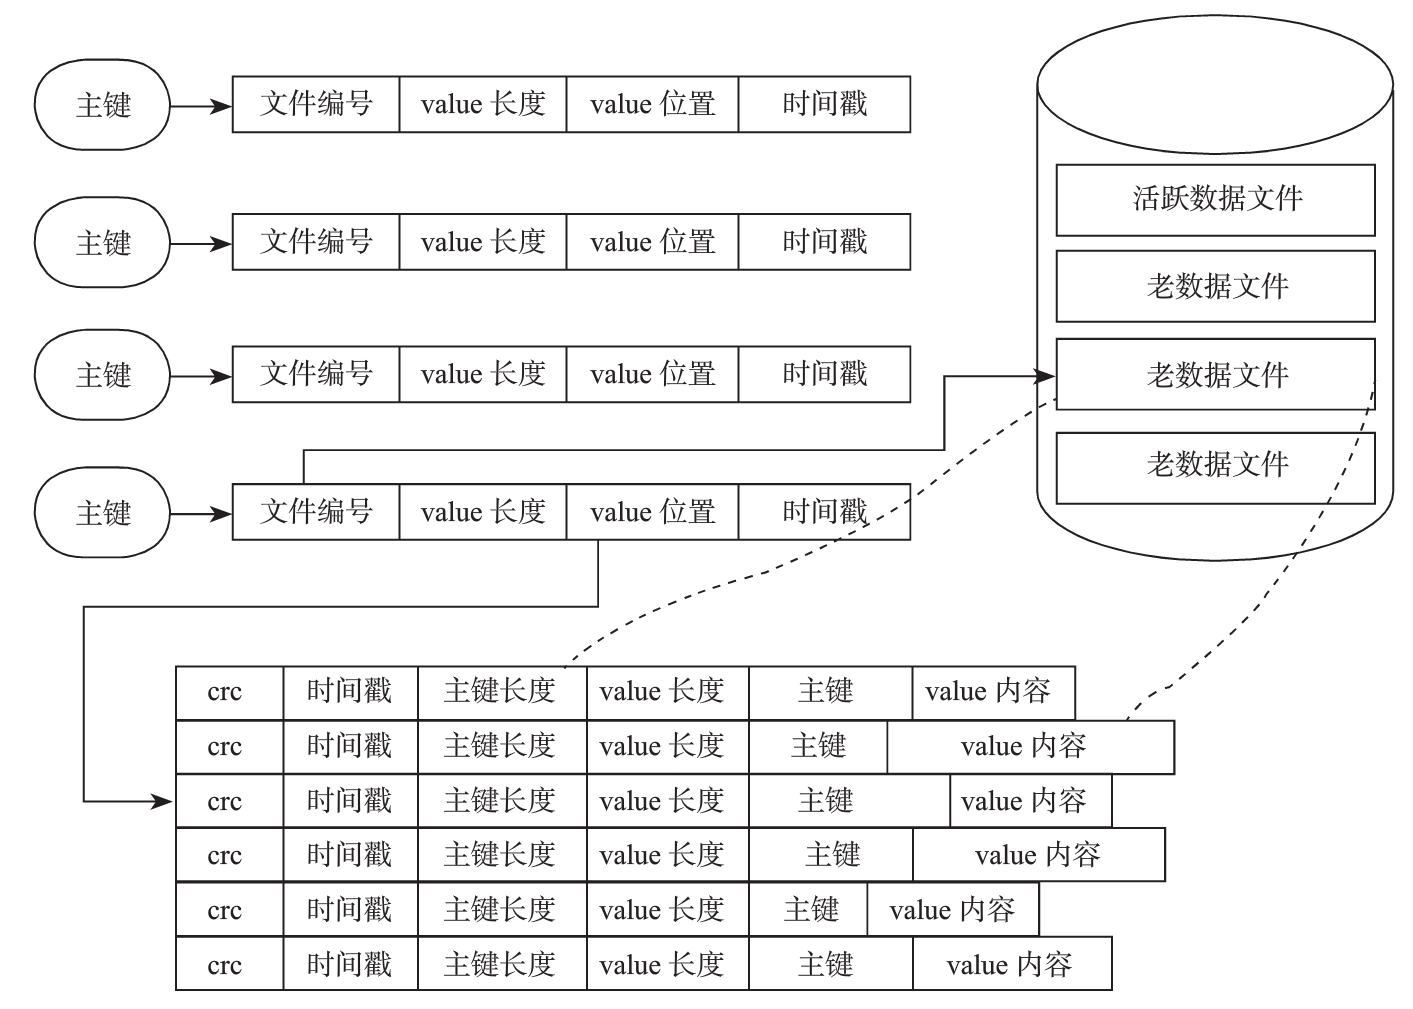 主键 文件编号 value 长度 value 位置 时间戳
主键 文件编号 value 长度 value 位置 时间戳
主键 文件编号 value 长度 value 位置 时间戳
主键 文件编号 value 长度 value 位置 时间戳
活跃数据文件
老数据文件
老数据文件
老数据文件
crc 时间戳 主键长度 value 长度 主键 value 内容
crc 时间戳 主键长度 value 长度 主键 value 内容
crc 时间戳 主键长度 value 长度 主键 value 内容
crc 时间戳 主键长度 value 长度 主键 value 内容
crc 时间戳 主键长度 value 长度 主键 value 内容
crc 时间戳 主键长度 value 长度 主键 value 内容